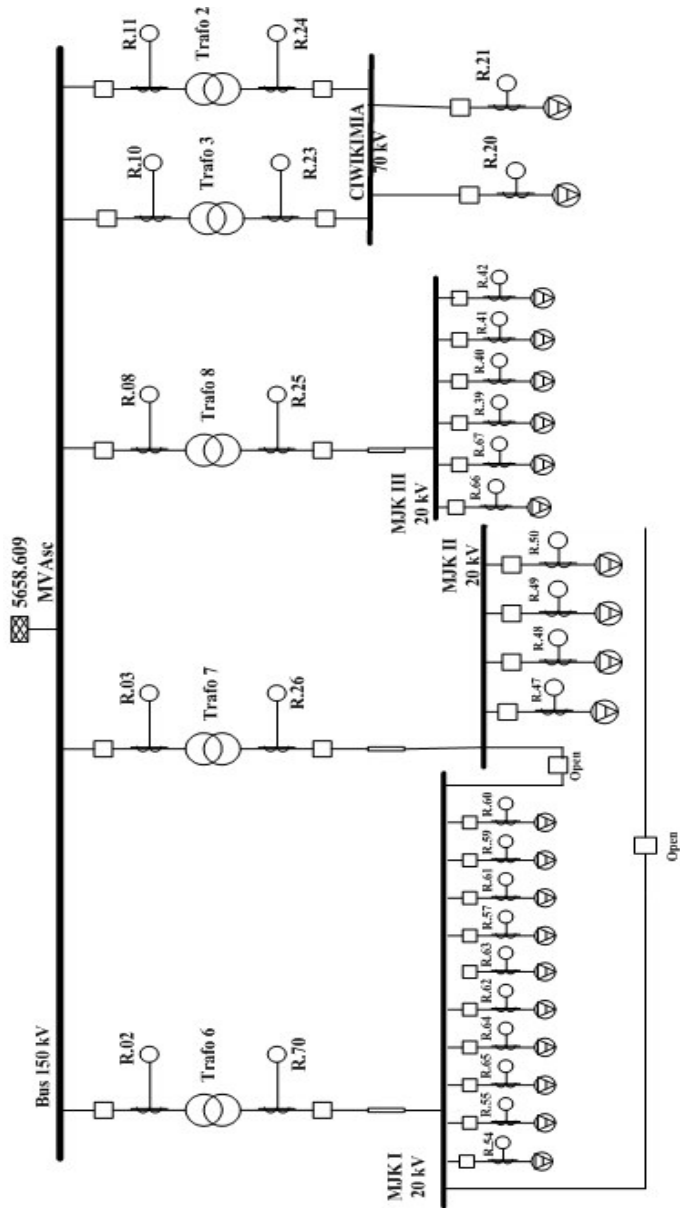 5658.609
MVAsc
Bus 150 kV
R.02
R.03
R.08
R.10
R.11
Trafo 6
Trafo 7
Trafo 8
Trafo 3
Trafo 2
R.70
R.26
R.25
R.23
R.24
MJK I
20 kV
MJK II
20 kV
MJK III
20 kV
CIWIKIMIA
70 kV
R.54
R.55
R.65
R.64
R.62
R.63
R.57
R.61
R.59
R.60
Open
R.47
R.48
R.49
R.50
R.66
R.67
R.39
R.40
R.41
R.42
R.20
R.21
Open